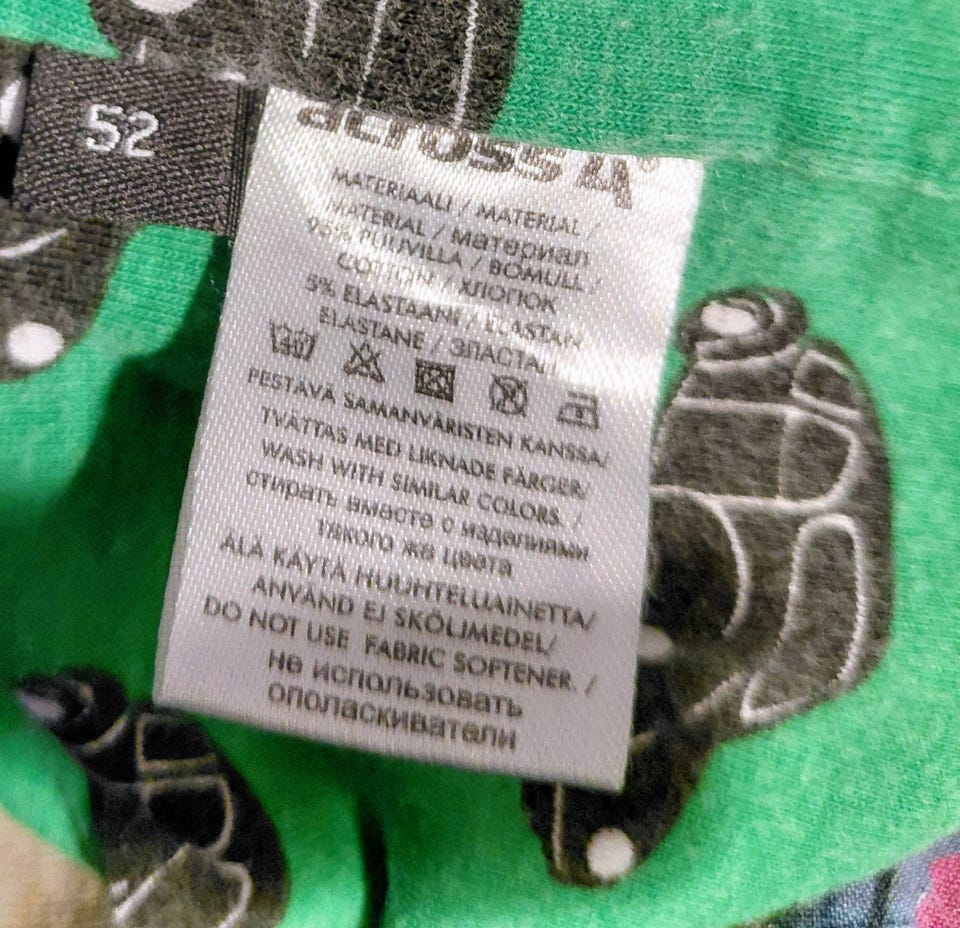 52
across4
MATERIAALI / MATERIAL /
MATERIAL / материал
95% PUUVILLA / BOMULL/
COTTON / ХЛОПОК
5% ELASTAANI / ELASTAN
ELASTANE / ЭЛАСТАН
40
PESTÄVÄ SAMANVÄRISTEN KANSSA/
TVÄTTAS MED LIKNADE FÄRGER/
WASH WITH SIMILAR COLORS. /
стирать вместе с изделиями
такого же цвета
ÄLÄ KÄYTÄ HUUHTELUAINETTA/
ANVÄND EJ SKÖLJMEDEL/
DO NOT USE FABRIC SOFTENER. /
Не использовать
ополаскиватели